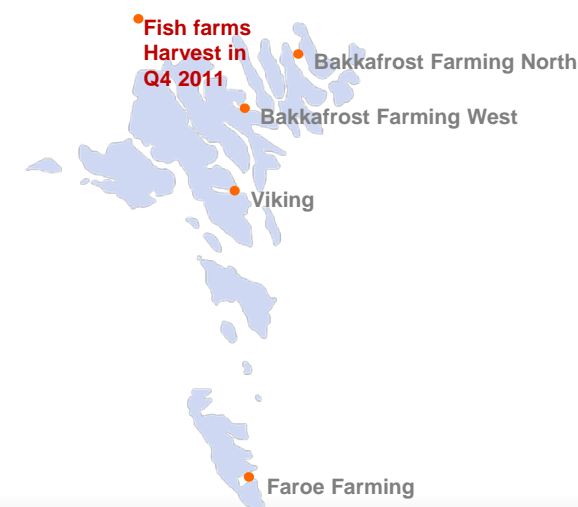 Fish farms
Harvest in
Q4 2011
Bakkafrost Farming North
Bakkafrost Farming West
Viking
Faroe Farming